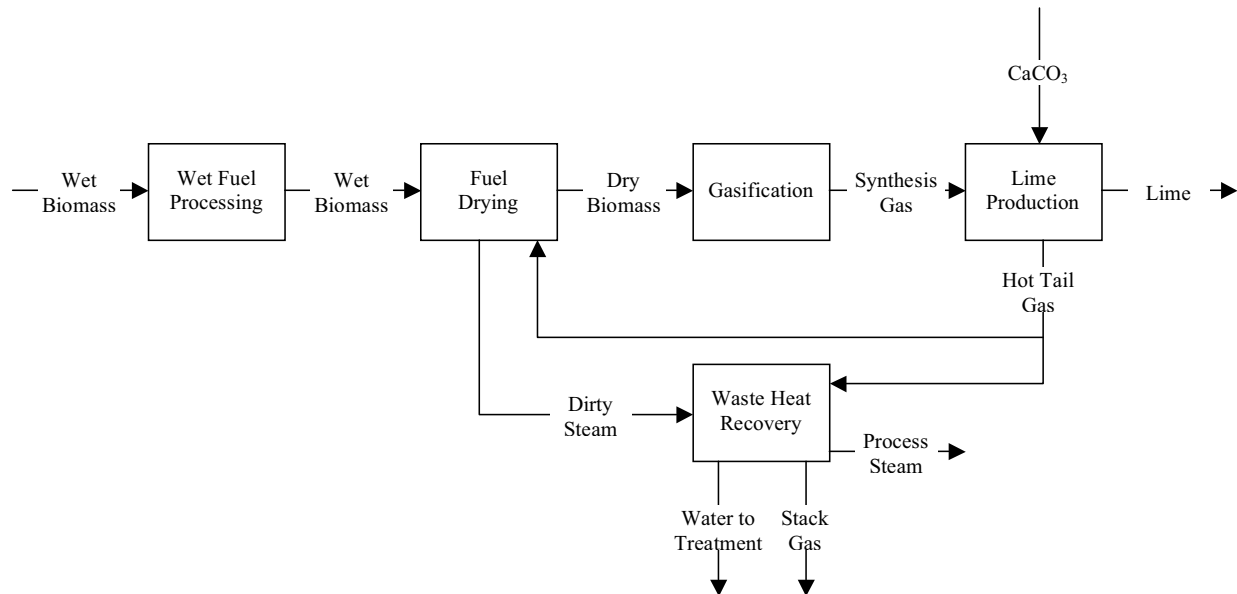 CaCO₃
Wet
Biomass
Wet Fuel
Processing
Wet
Biomass
Fuel
Drying
Dry
Biomass
Gasification
Synthesis
Gas
Lime
Production
Lime
Hot Tail
Gas
Dirty
Steam
Waste Heat
Recovery
Process
Steam
Water to
Treatment
Stack
Gas